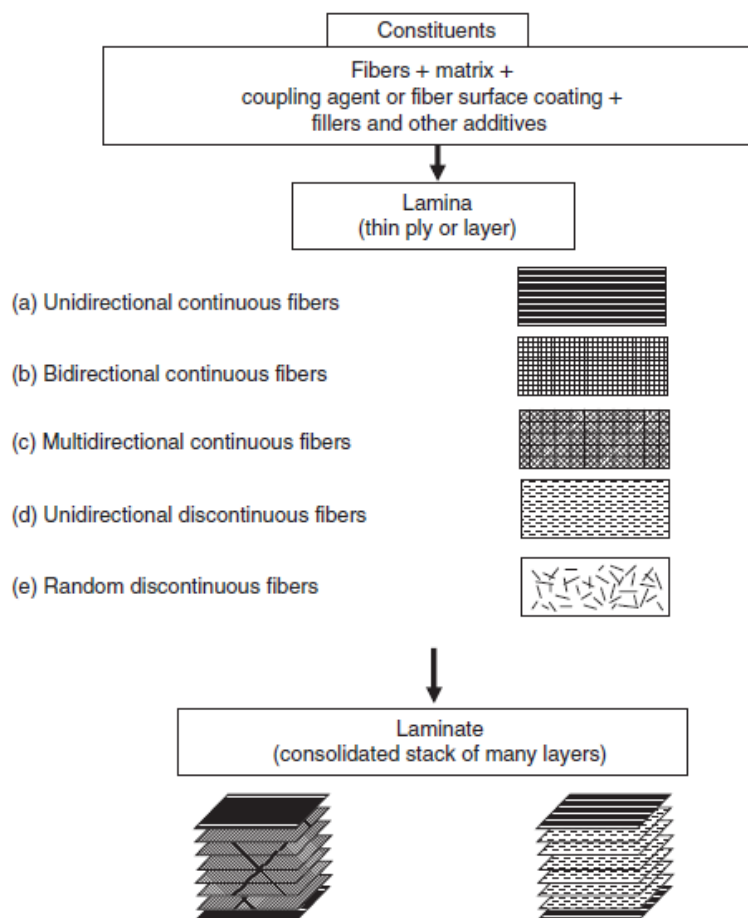 Constituents
Fibers + matrix +
coupling agent or fiber surface coating +
fillers and other additives
Lamina
(thin ply or layer)
(a) Unidirectional continuous fibers
(b) Bidirectional continuous fibers
(c) Multidirectional continuous fibers
(d) Unidirectional discontinuous fibers
(e) Random discontinuous fibers
Laminate
(consolidated stack of many layers)